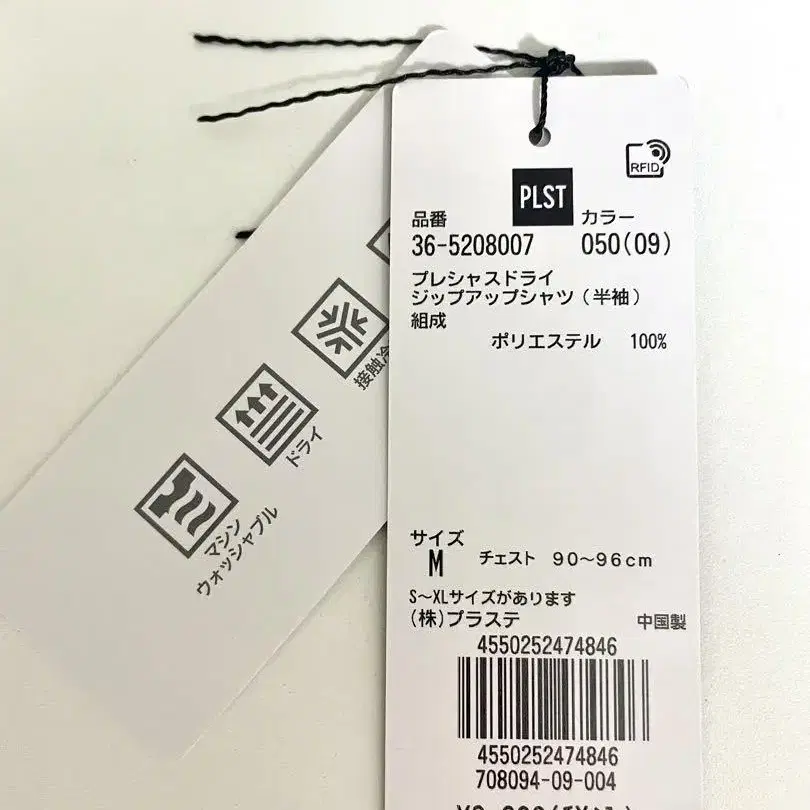 RFID
PLST
品番 カラー
36-5208007 050(09)
プレシャスドライ
ジップアップシャツ(半袖)
組成
ポリエステル 100%
サイズ
M チェスト 90～96cm
S～XLサイズがあります
(株)プラステ 中国製
4550252474846
4550252474846
708094-09-004
接触冷
ドライ
マシン
ウォッシャブル